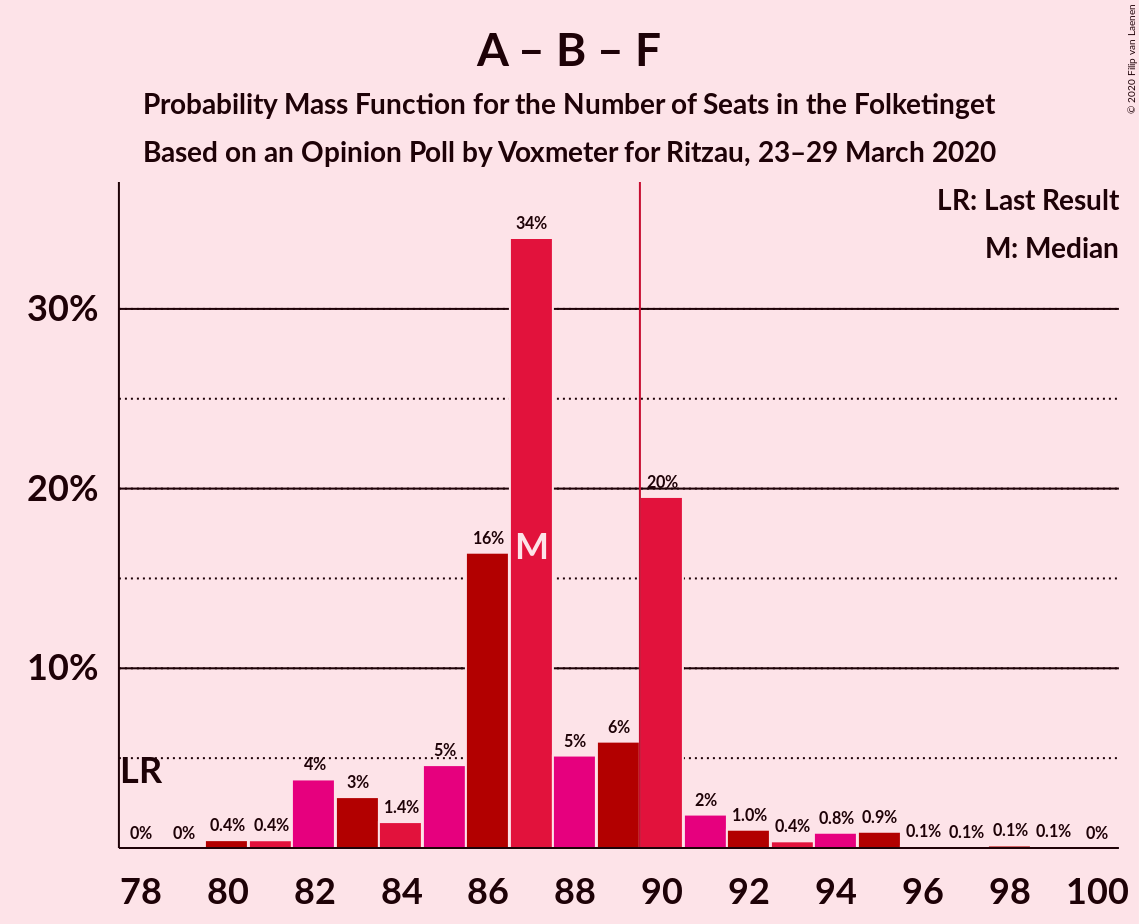 A – B – F
Probability Mass Function for the Number of Seats in the Folketinget
Based on an Opinion Poll by Voxmeter for Ritzau, 23–29 March 2020
© 2020 Filip van Laenen
LR: Last Result
M: Median
30%
20%
10%
LR
M
0% 0% 0.4% 0.4% 4% 3% 1.4% 5% 16% 34% 5% 6% 20% 2% 1.0% 0.4% 0.8% 0.9% 0.1% 0.1% 0.1% 0.1% 0%
78 80 82 84 86 88 90 92 94 96 98 100